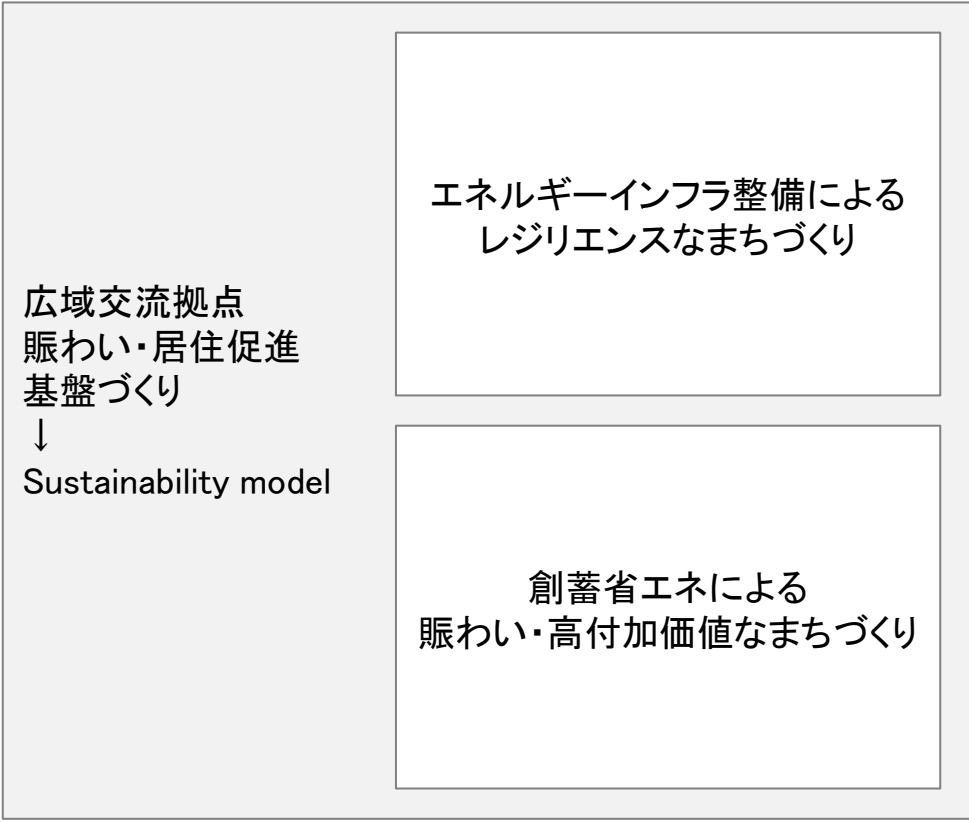 広域交流拠点
賑わい・居住促進
基盤づくり
↓
Sustainability model
エネルギーインフラ整備による
レジリエンスなまちづくり
創蓄省エネによる
賑わい・高付加価値なまちづくり